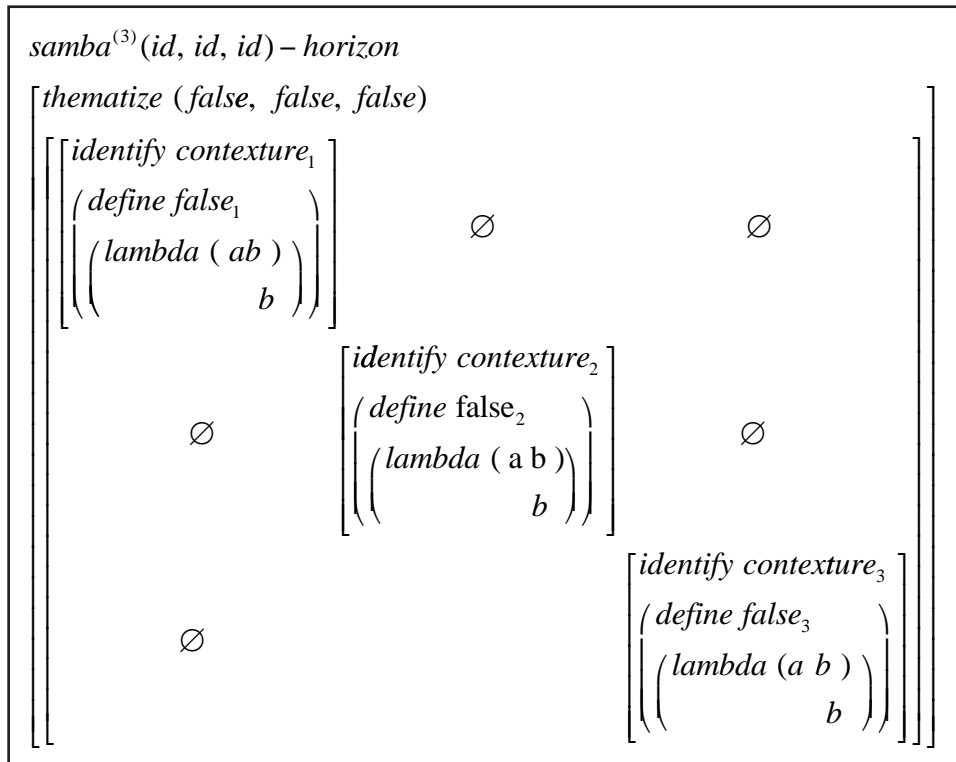 samba⁽³⁾(id, id, id) – horizon
thematize (false, false, false)
identify contexture₁
define false₁
lambda ( ab )
b
∅ ∅
identify contexture₂
define false₂
lambda ( a b )
b
∅ ∅
identify contexture₃
define false₃
lambda (a b )
b
∅